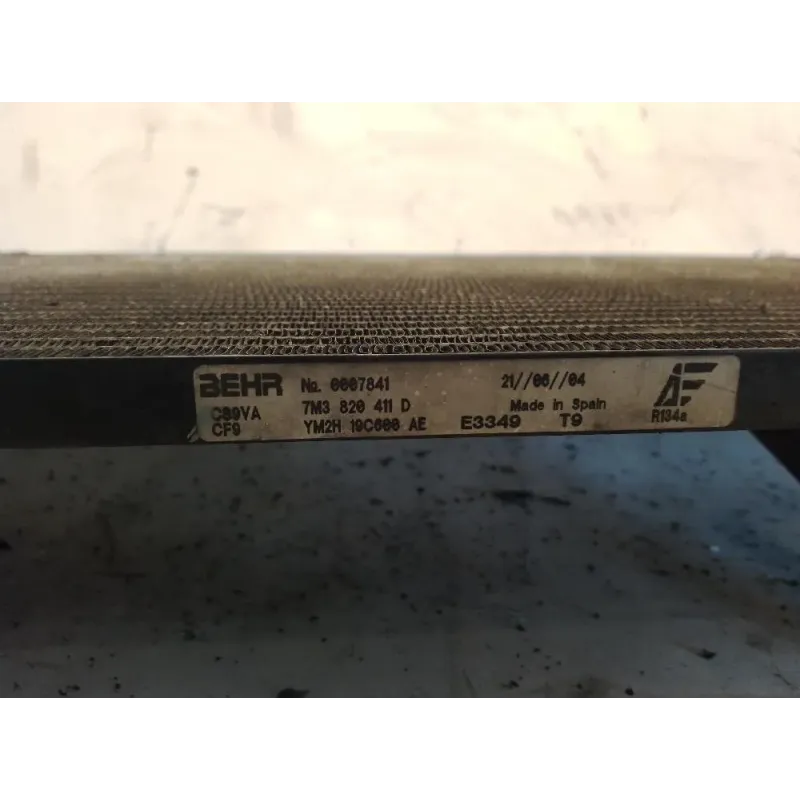 BEHR No. 0007841 21//06//04
C89VA 7M3 820 411 D Made in Spain
CF9 YM2H 19C600 AE E3349 T9 R134a